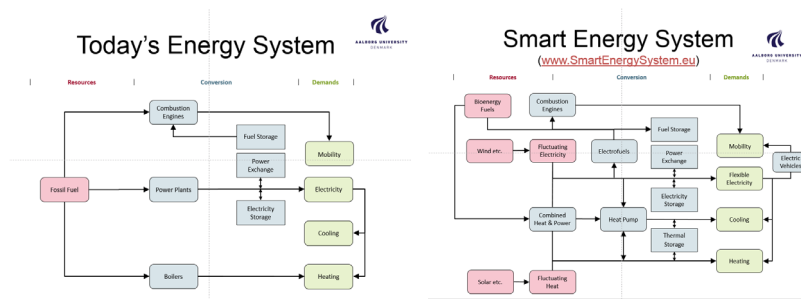 Today's Energy System
AALBORG UNIVERSITY
DENMARK
Resources
Conversion
Demands
Combustion
Engines
Fuel Storage
Mobility
Power
Exchange
Fossil Fuel
Power Plants
Electricity
Electricity
Storage
Cooling
Boilers
Heating
Smart Energy System
(www.SmartEnergySystem.eu)
AALBORG UNIVERSITY
DENMARK
Resources
Conversion
Demands
Bioenergy
Fuels
Combustion
Engines
Fuel Storage
Mobility
Electric
Vehicles
Wind etc.
Fluctuating
Electricity
Electrofuels
Power
Exchange
Flexible
Electricity
Electricity
Storage
Combined
Heat & Power
Heat Pump
Cooling
Thermal
Storage
Heating
Solar etc.
Fluctuating
Heat